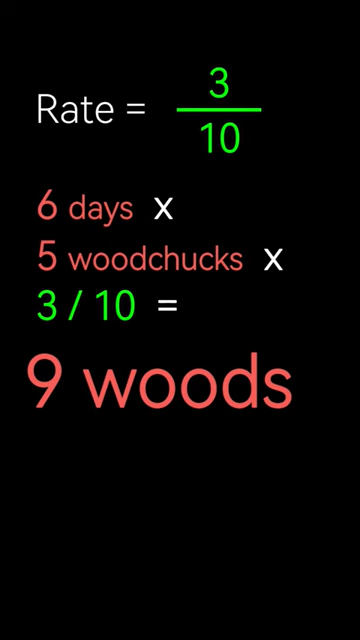 Rate = 3
10
6 days x
5 woodchucks x
3 / 10 =
9 woods